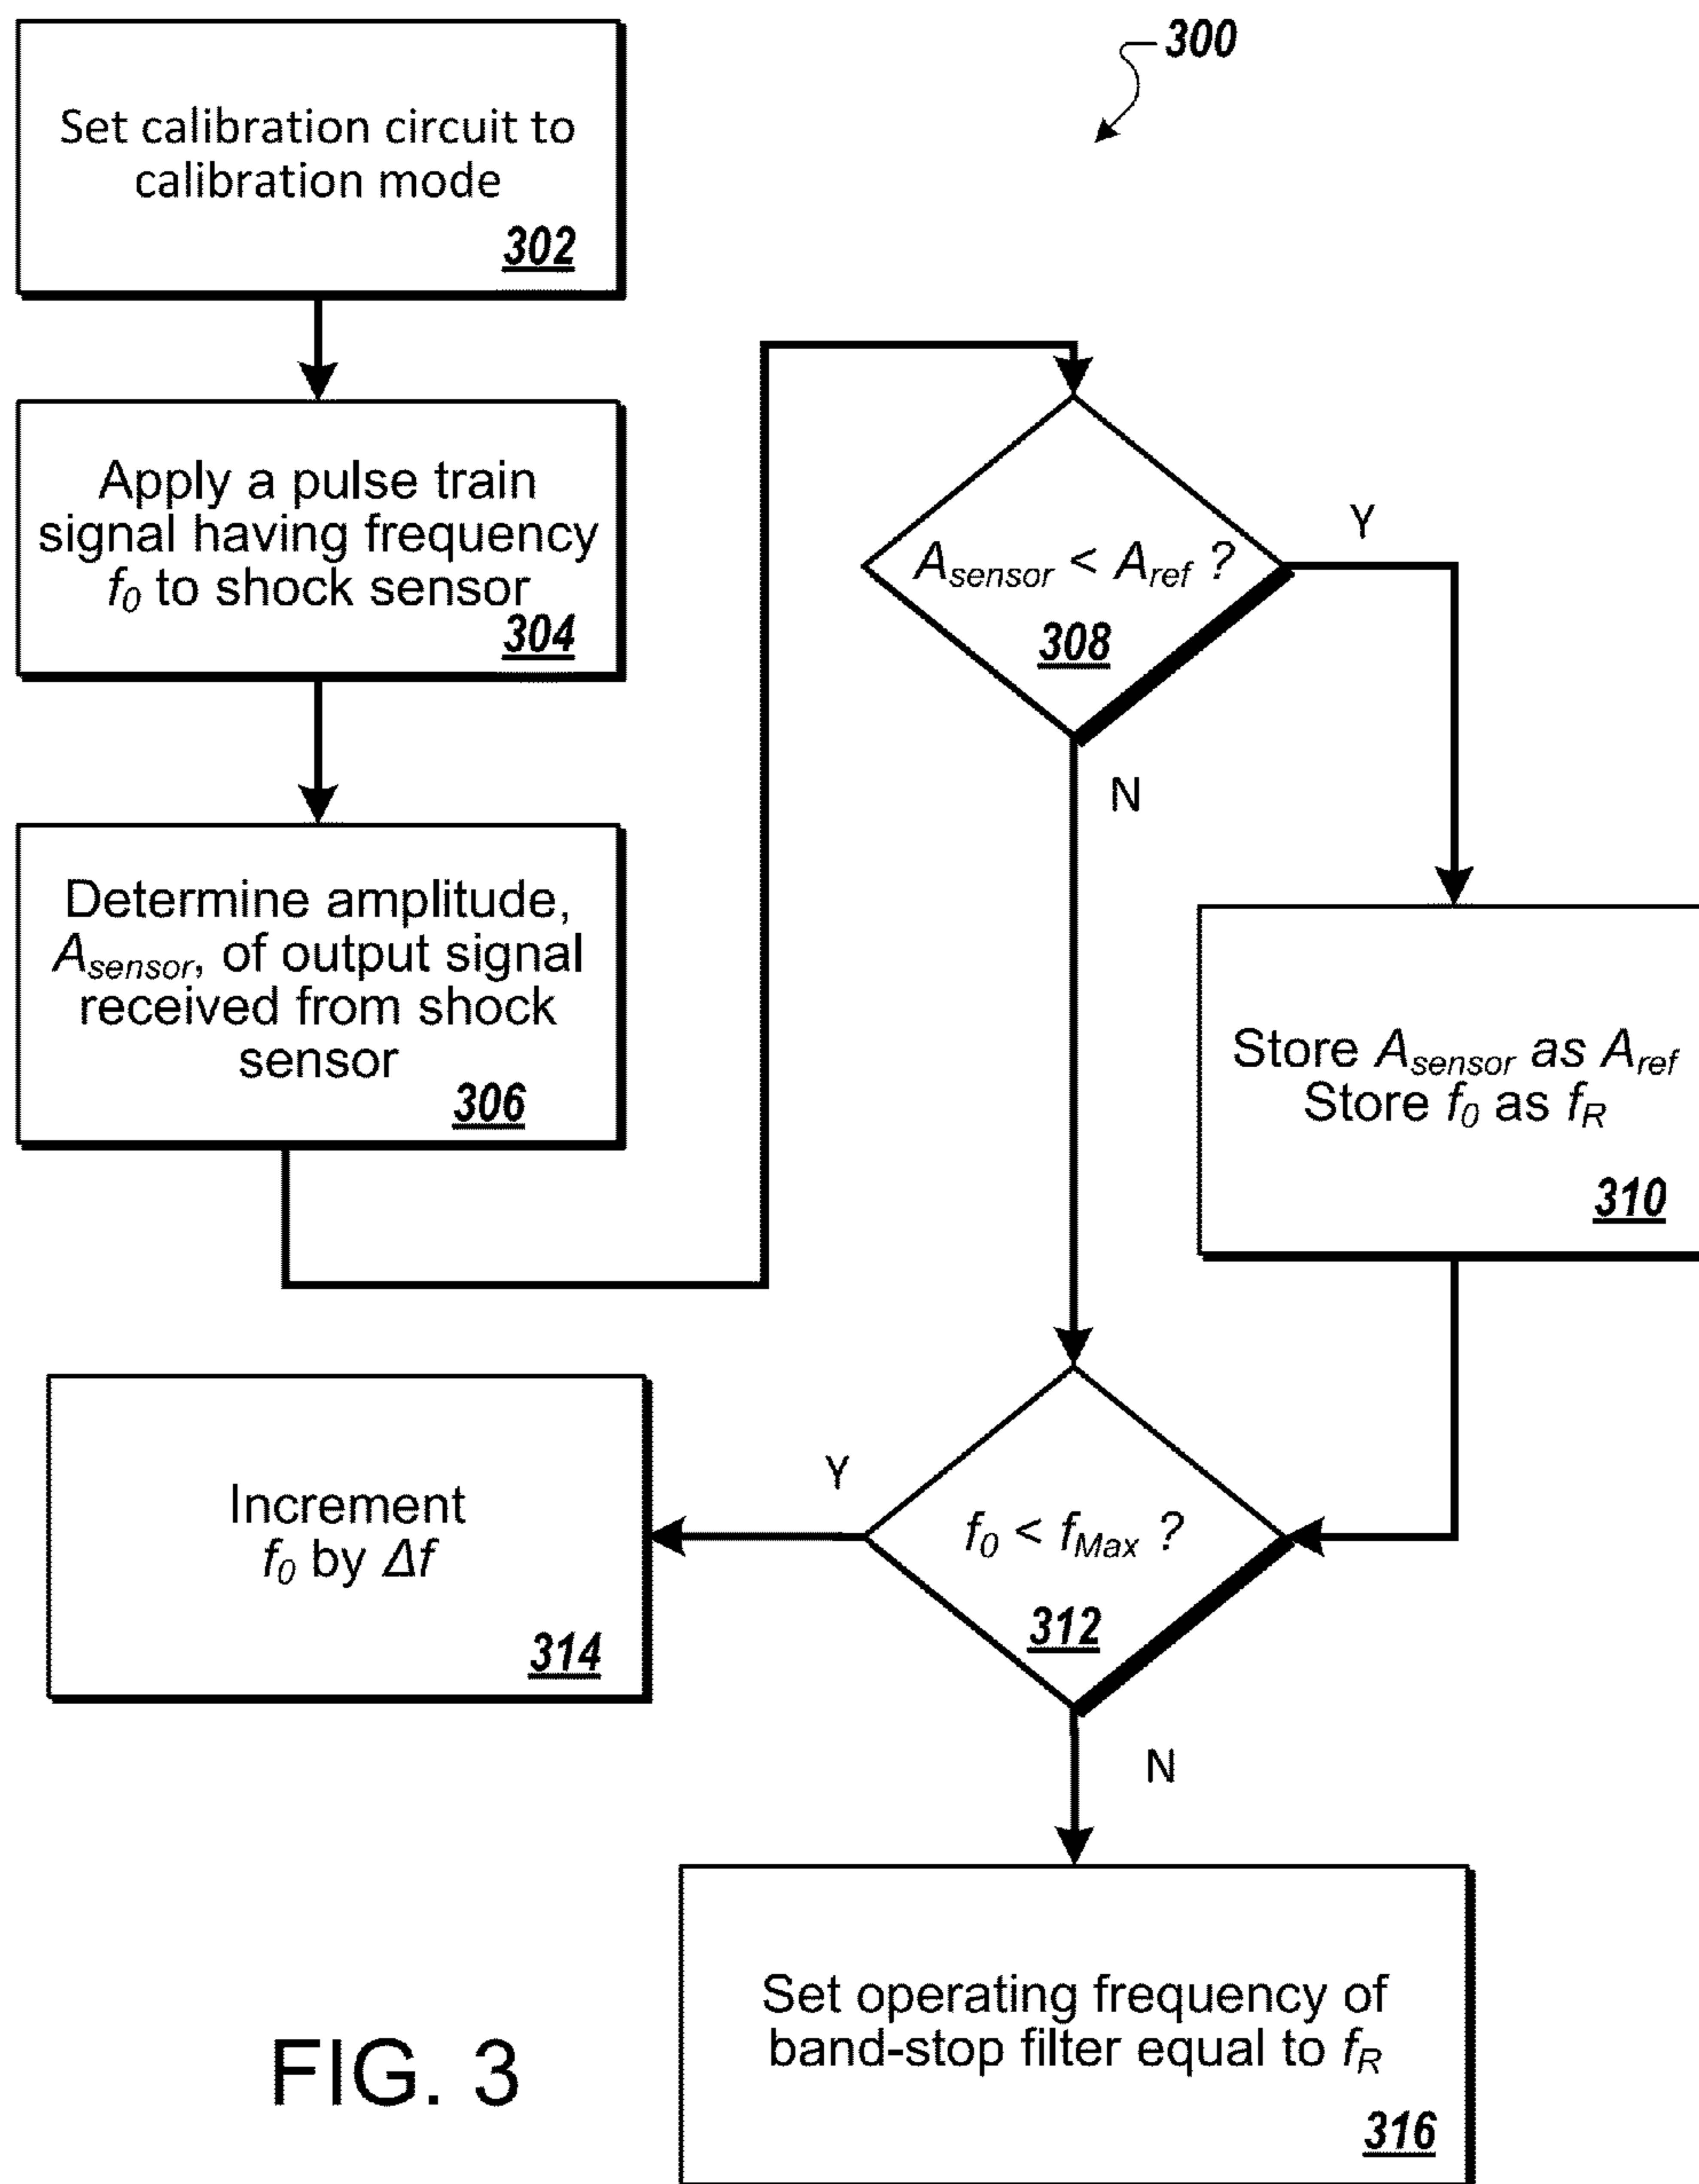 300
Set calibration circuit to
calibration mode
302
Apply a pulse train
signal having frequency
f0 to shock sensor
304
Determine amplitude,
Asensor, of output signal
received from shock
sensor
306
Asensor < Aref ?
308
Y
N
Store Asensor as Aref
Store f0 as fR
310
f0 < fMax ?
312
Y
N
Increment
f0 by Δf
314
Set operating frequency of
band-stop filter equal to fR
316
FIG. 3